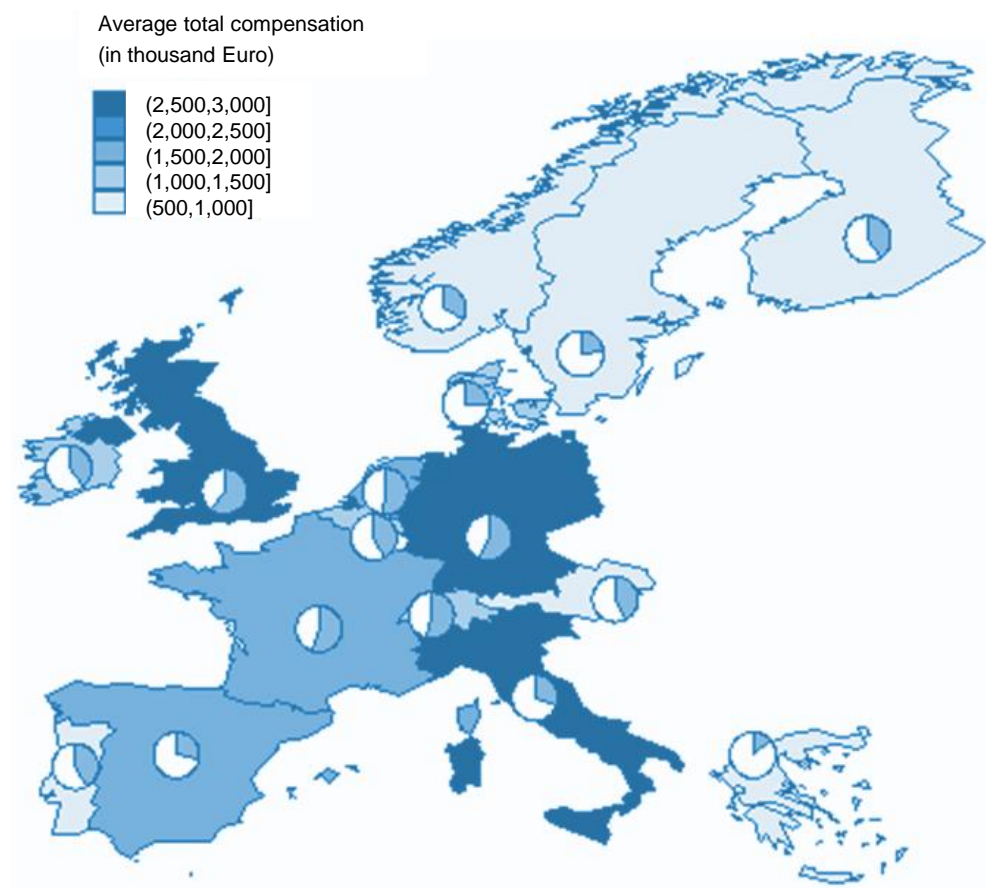 Average total compensation
(in thousand Euro)
(2,500,3,000]
(2,000,2,500]
(1,500,2,000]
(1,000,1,500]
(500,1,000]